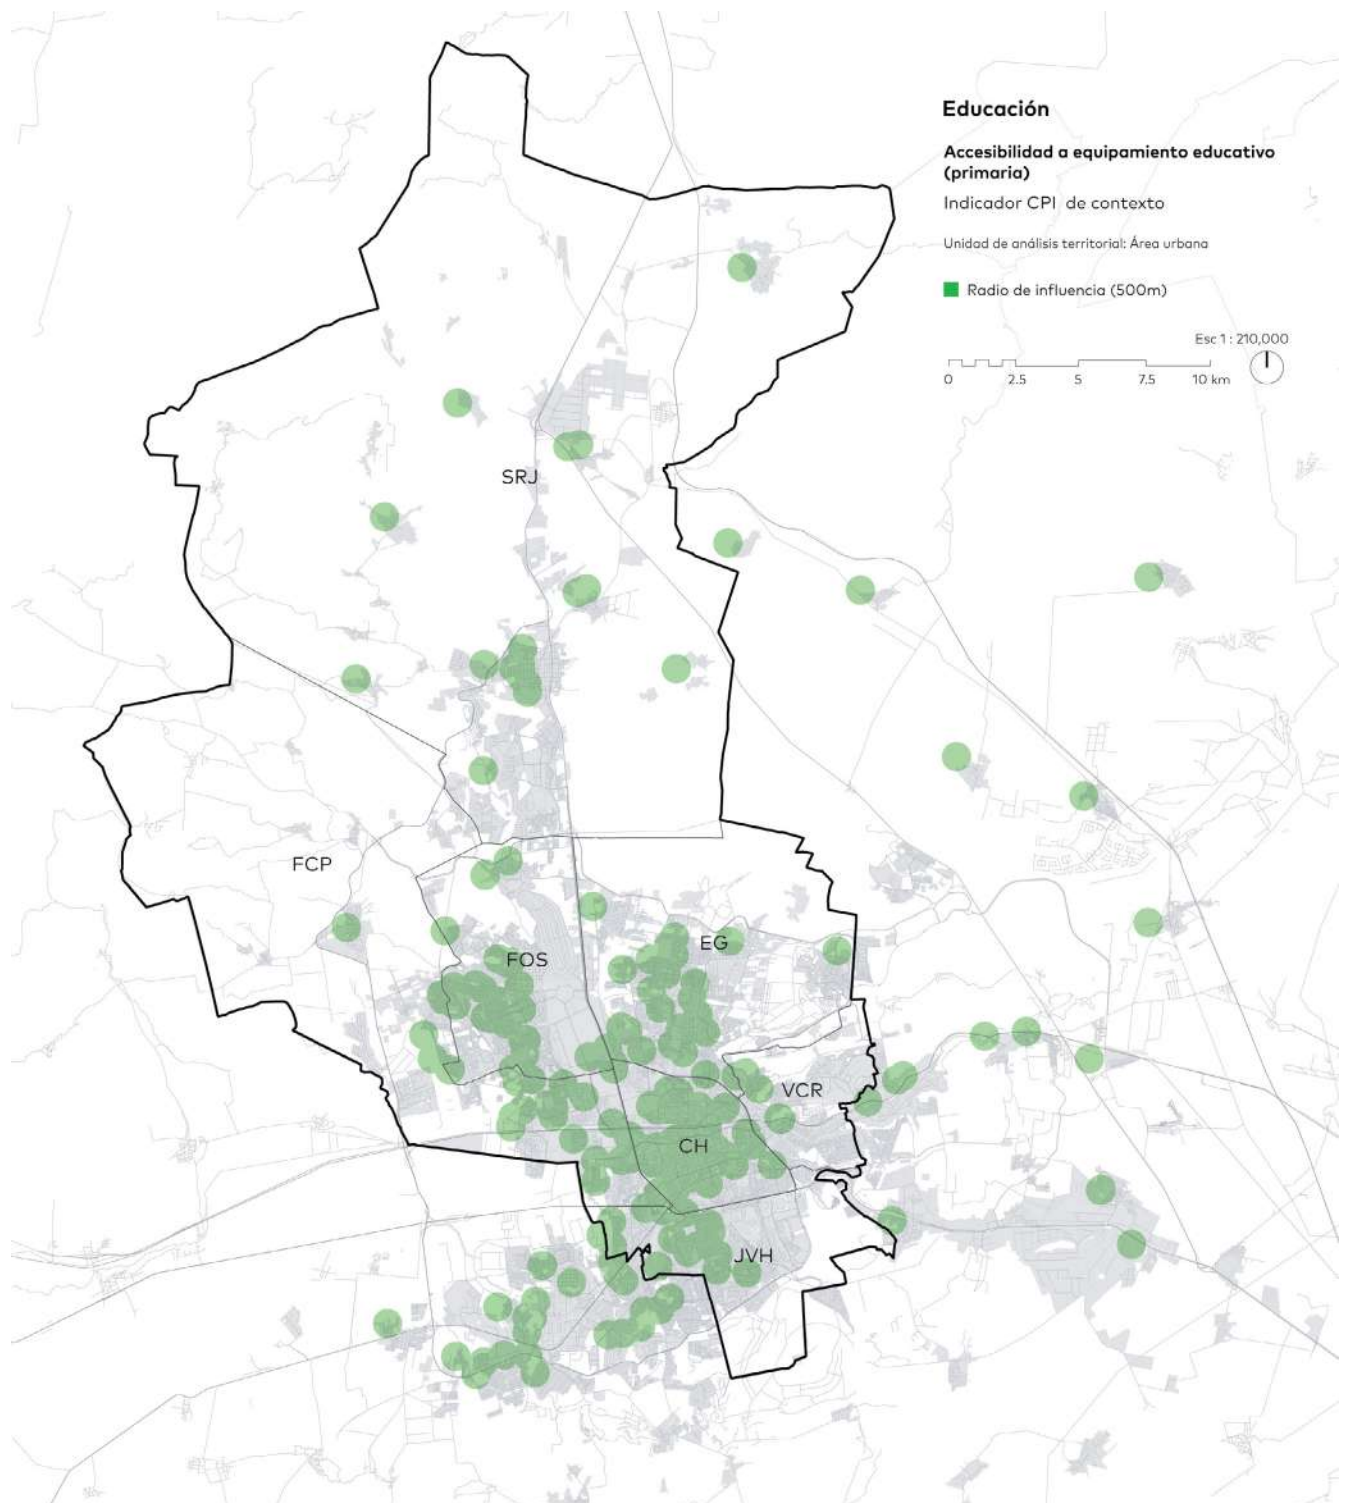 Educación
Accesibilidad a equipamiento educativo
(primaria)
Indicador CPI de contexto
Unidad de análisis territorial: Área urbana
Radio de influencia (500m)
Esc 1 : 210,000
0 2.5 5 7.5 10 km
SRJ
FCP
EG
FOS
VCR
CH
JVH